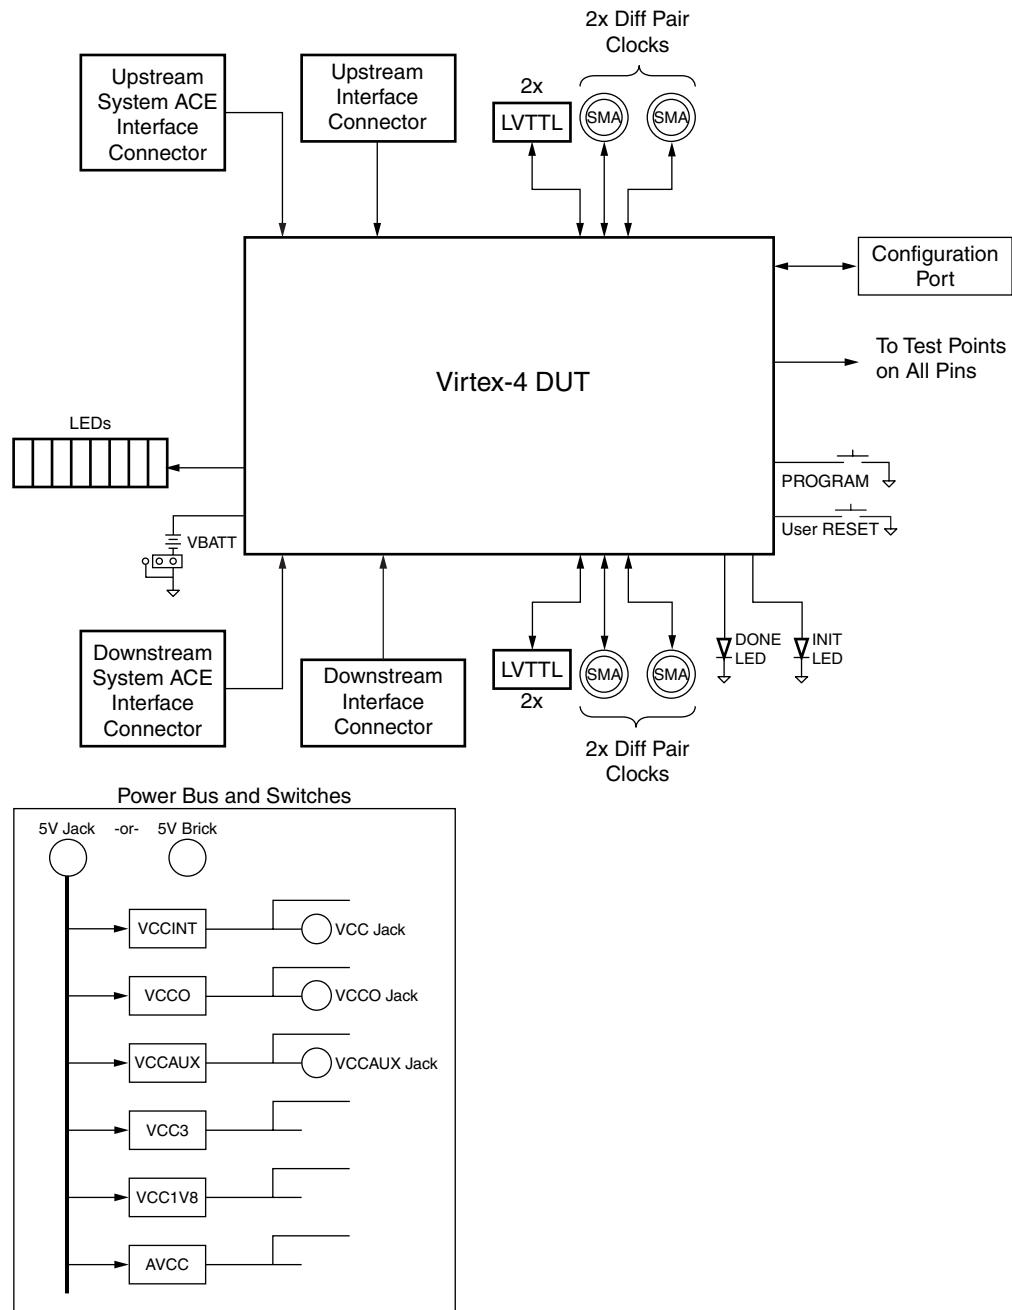 2x Diff Pair
Clocks
Upstream
System ACE
Interface
Connector
Upstream
Interface
Connector
2x
LVTTL
SMA
SMA
Configuration
Port
To Test Points
on All Pins
Virtex-4 DUT
LEDs
PROGRAM
User RESET
VBATT
Downstream
System ACE
Interface
Connector
Downstream
Interface
Connector
LVTTL
2x
SMA
SMA
DONE
LED
INIT
LED
2x Diff Pair
Clocks
Power Bus and Switches
5V Jack -or- 5V Brick
VCCINT
VCC Jack
VCCO
VCCO Jack
VCCAUX
VCCAUX Jack
VCC3
VCC1V8
AVCC